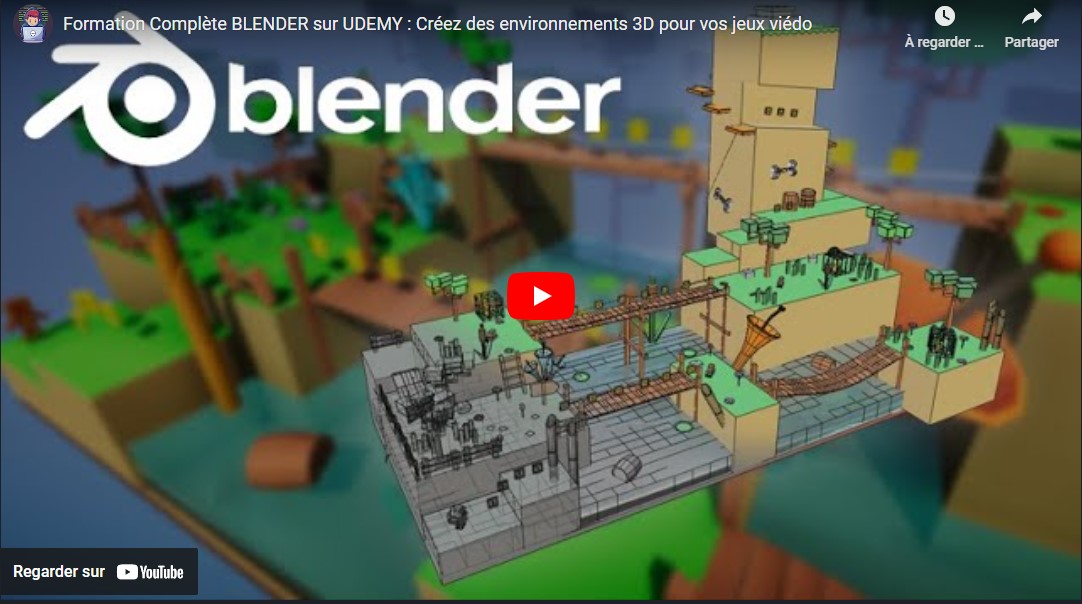 Formation Complète BLENDER sur UDEMY : Créez des environnements 3D pour vos jeux viédo
À regarder ...
Partager
blender
Regarder sur YouTube